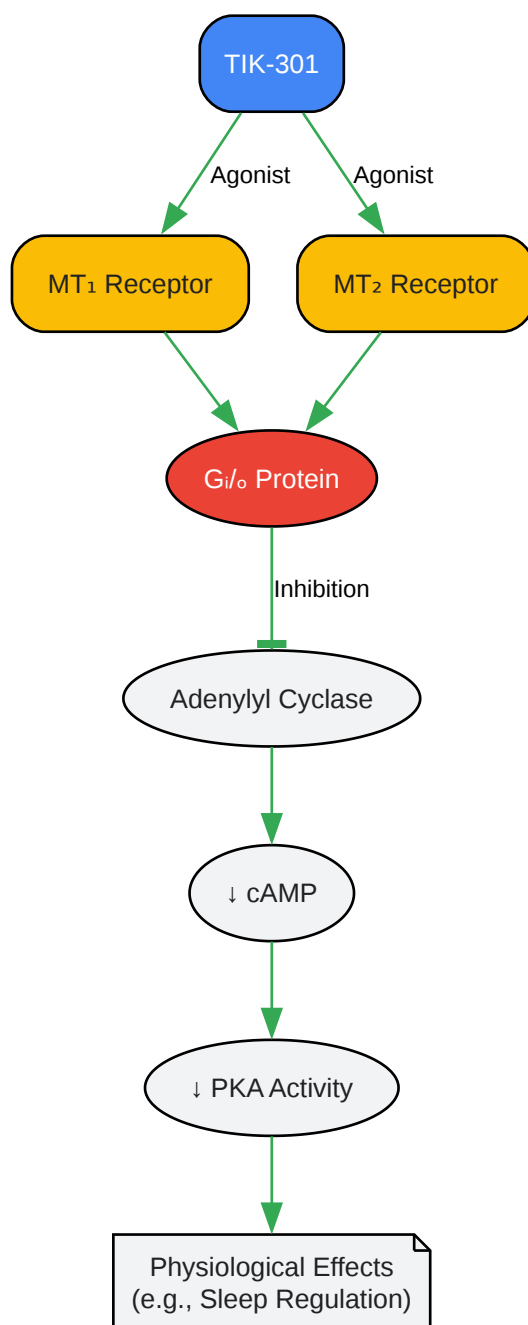 TIK-301
Agonist Agonist
MT₁ Receptor MT₂ Receptor
Gᵢ/ₒ Protein
Inhibition
Adenylyl Cyclase
↓ cAMP
↓ PKA Activity
Physiological Effects
(e.g., Sleep Regulation)